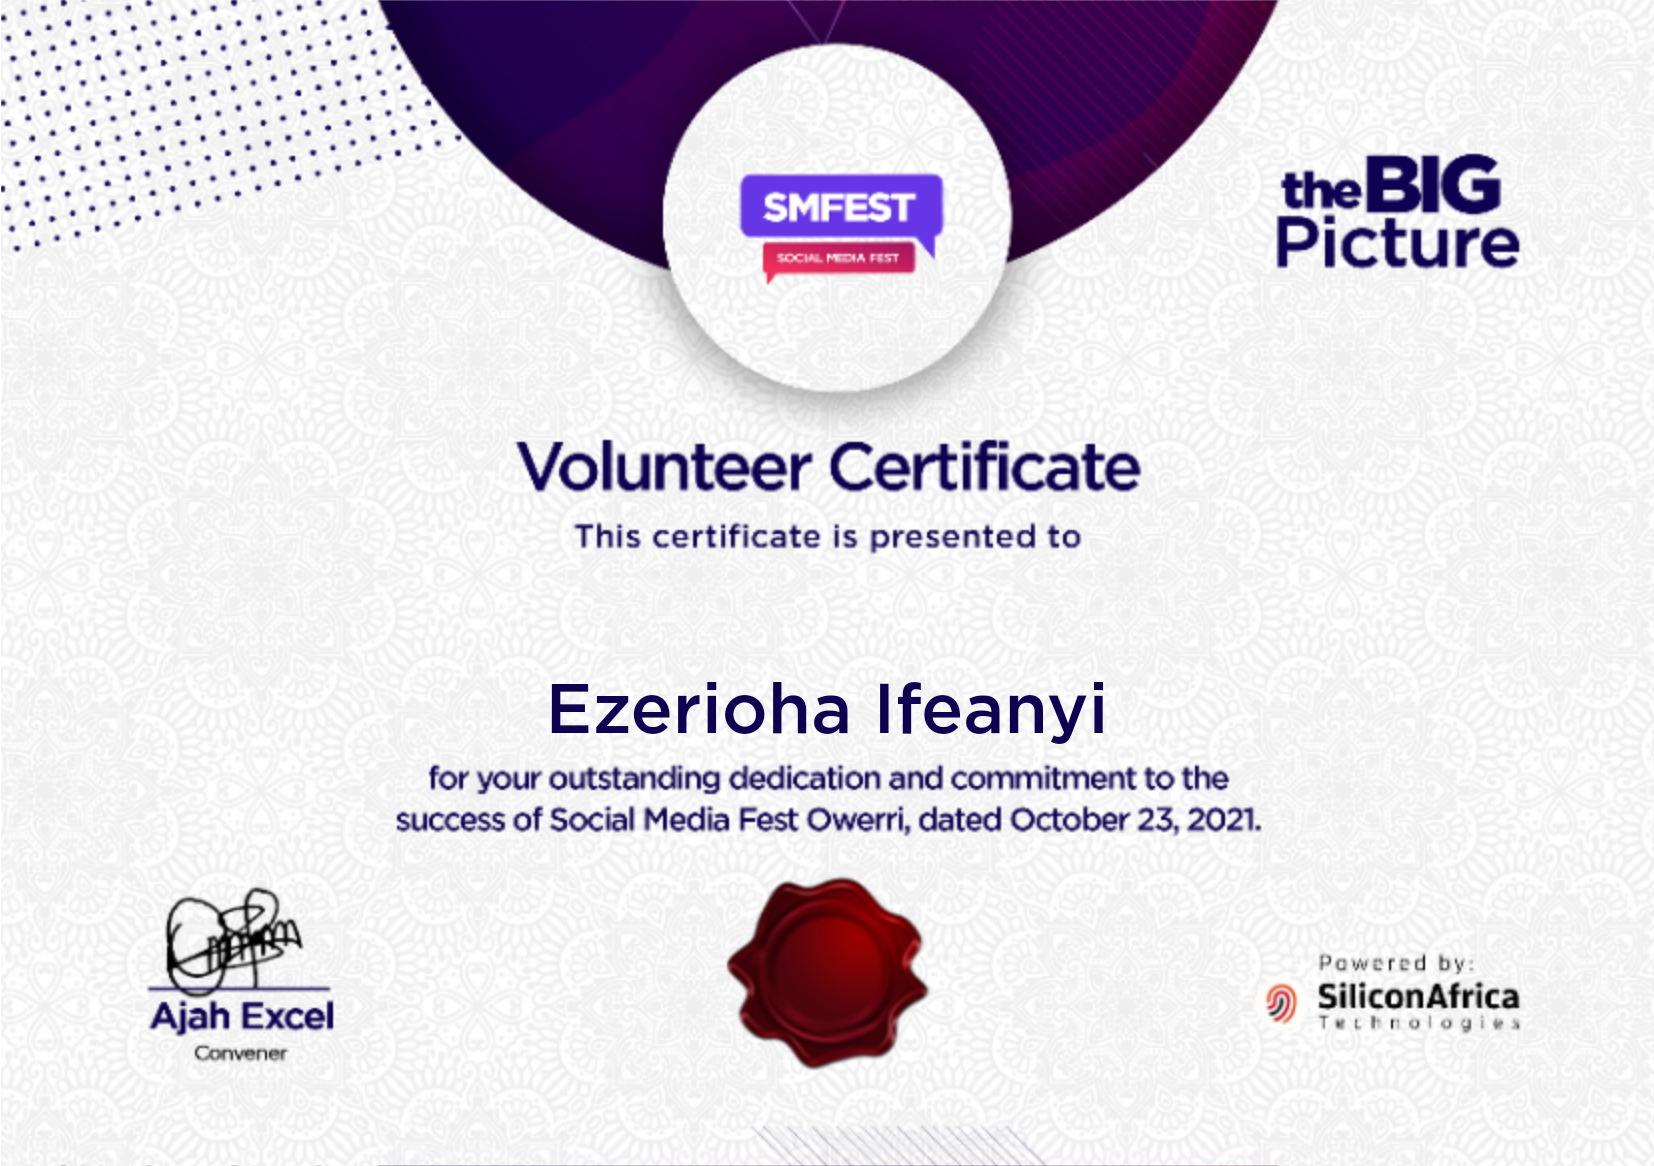 SMFEST
SOCIAL MEDIA FEST
the BIG
Picture
Volunteer Certificate
This certificate is presented to
Ezerioha Ifeanyi
for your outstanding dedication and commitment to the
success of Social Media Fest Owerri, dated October 23, 2021.
Ajah Excel
Convener
Powered by:
SiliconAfrica
Technologies